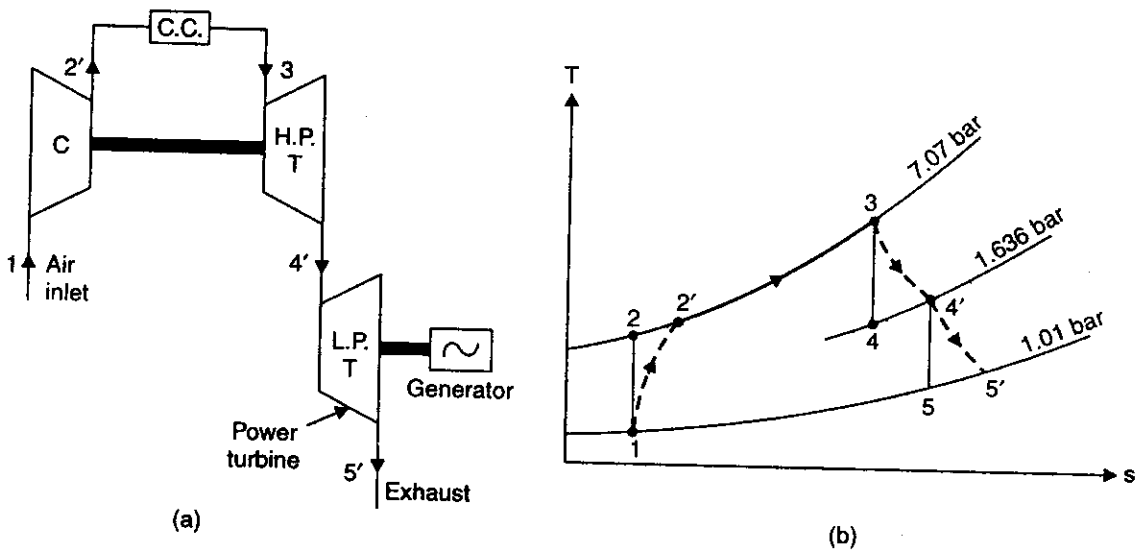 C.C.
2′
3
C
H.P.
T
1
Air
inlet
4′
L.P.
T
Generator
Power
turbine
5′
Exhaust
(a)
T
7.07 bar
3
1.636 bar
2
2′
4′
4
1.01 bar
5
5′
1
s
(b)